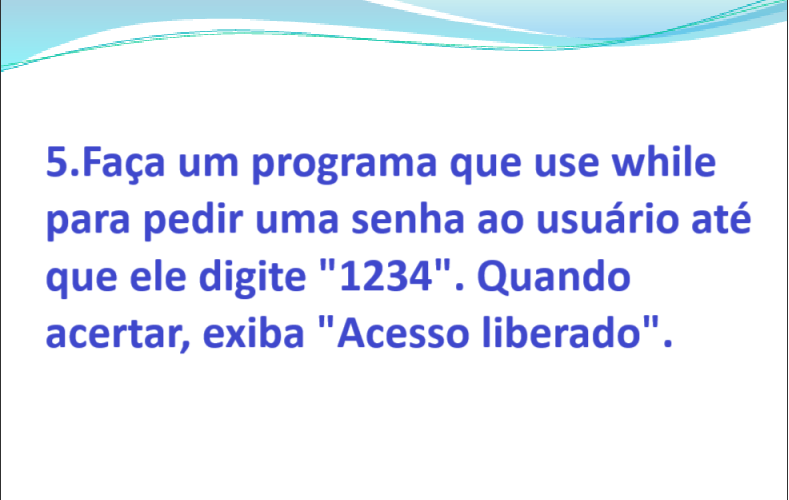 5.Faça um programa que use while
para pedir uma senha ao usuário até
que ele digite "1234". Quando
acertar, exiba "Acesso liberado".